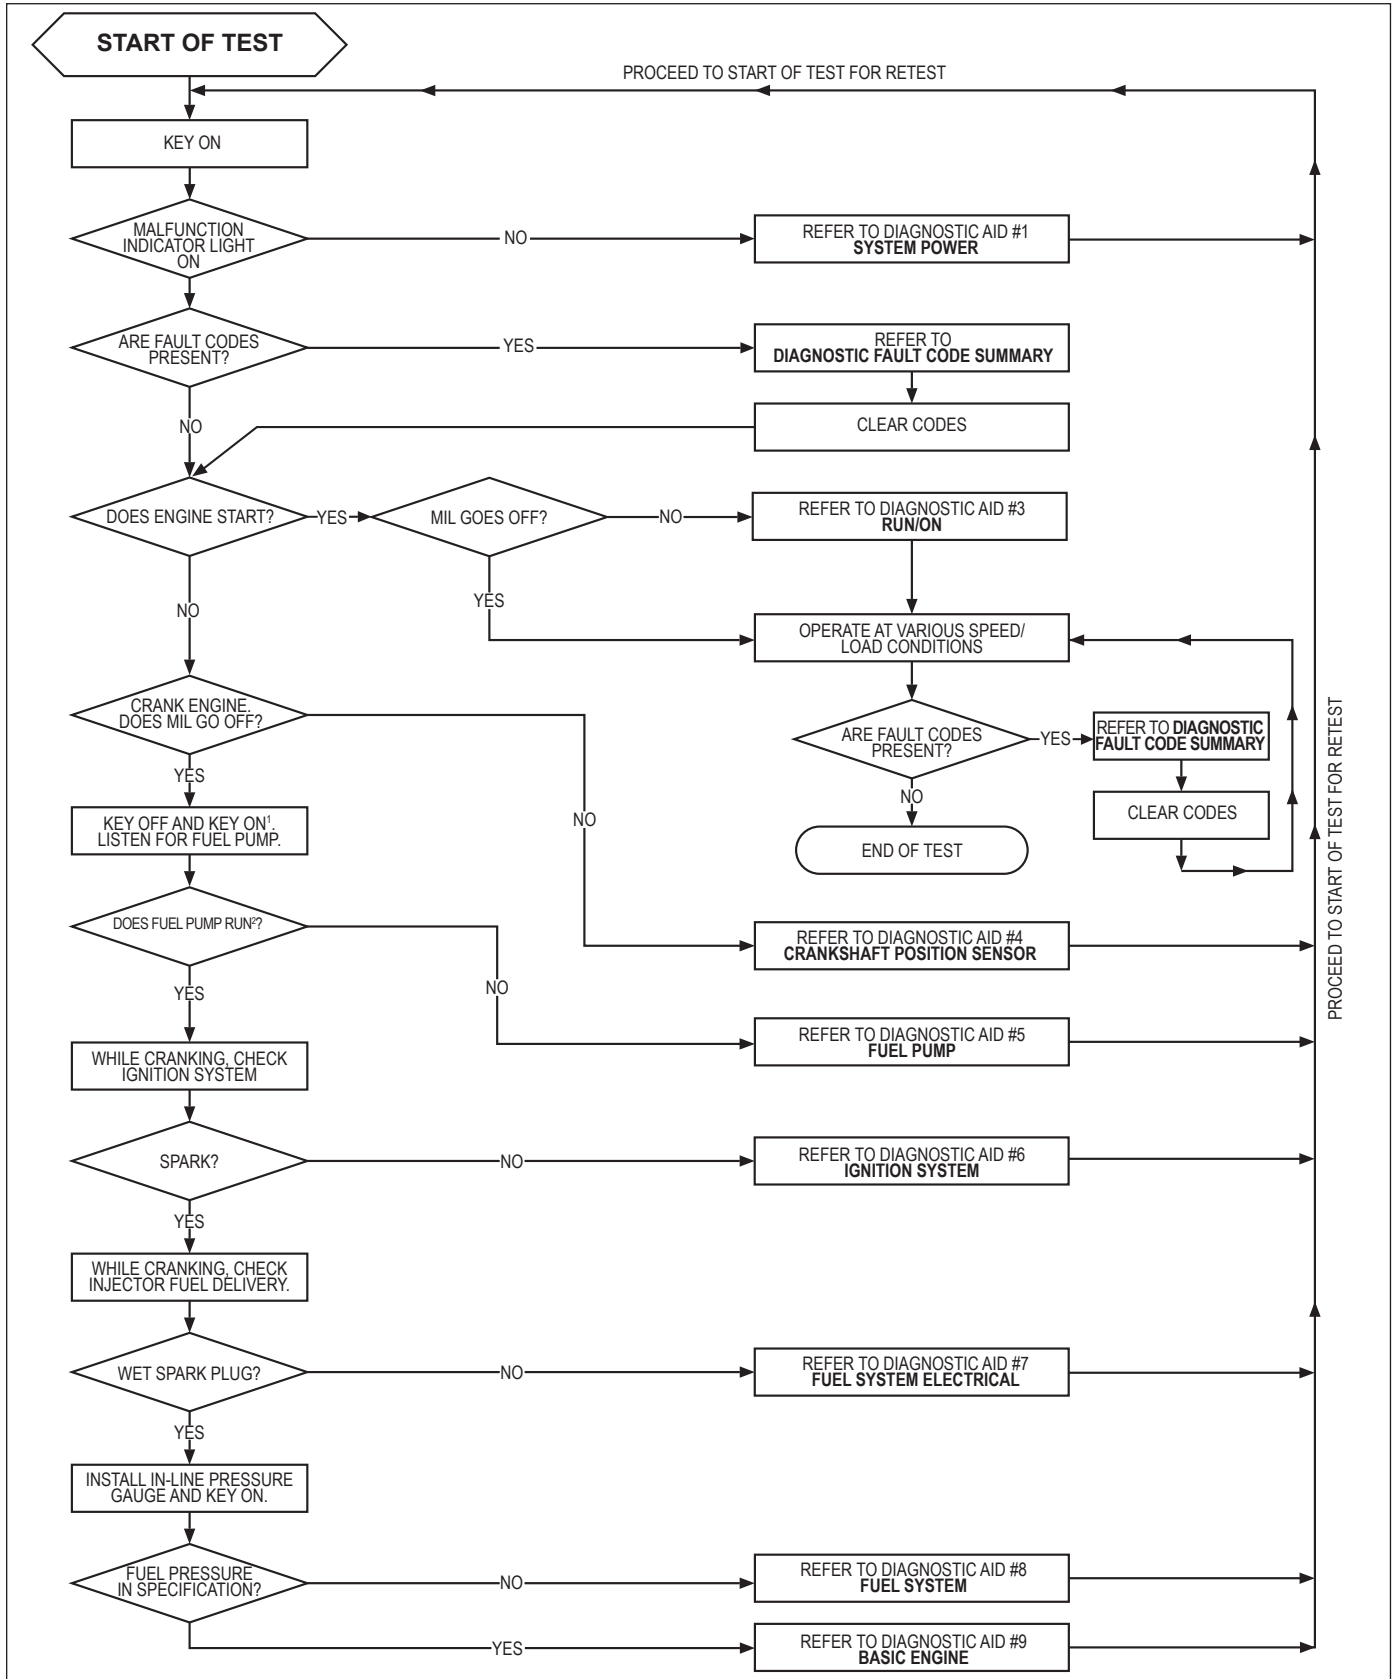 START OF TEST
PROCEED TO START OF TEST FOR RETEST
KEY ON
MALFUNCTION
INDICATOR LIGHT
ON
NO
REFER TO DIAGNOSTIC AID #1
SYSTEM POWER
ARE FAULT CODES
PRESENT?
YES
REFER TO
DIAGNOSTIC FAULT CODE SUMMARY
CLEAR CODES
NO
DOES ENGINE START?
YES
MIL GOES OFF?
NO
REFER TO DIAGNOSTIC AID #3
RUN/ON
YES
NO
OPERATE AT VARIOUS SPEED/
LOAD CONDITIONS
CRANK ENGINE.
DOES MIL GO OFF?
ARE FAULT CODES
PRESENT?
YES
REFER TO DIAGNOSTIC
FAULT CODE SUMMARY
YES
NO
CLEAR CODES
KEY OFF AND KEY ON¹.
LISTEN FOR FUEL PUMP.
NO
END OF TEST
PROCEED TO START OF TEST FOR RETEST
DOES FUEL PUMP RUN²?
REFER TO DIAGNOSTIC AID #4
CRANKSHAFT POSITION SENSOR
YES
NO
REFER TO DIAGNOSTIC AID #5
FUEL PUMP
WHILE CRANKING, CHECK
IGNITION SYSTEM
SPARK?
NO
REFER TO DIAGNOSTIC AID #6
IGNITION SYSTEM
YES
WHILE CRANKING, CHECK
INJECTOR FUEL DELIVERY.
WET SPARK PLUG?
NO
REFER TO DIAGNOSTIC AID #7
FUEL SYSTEM ELECTRICAL
YES
INSTALL IN-LINE PRESSURE
GAUGE AND KEY ON.
FUEL PRESSURE
IN SPECIFICATION?
NO
REFER TO DIAGNOSTIC AID #8
FUEL SYSTEM
YES
REFER TO DIAGNOSTIC AID #9
BASIC ENGINE